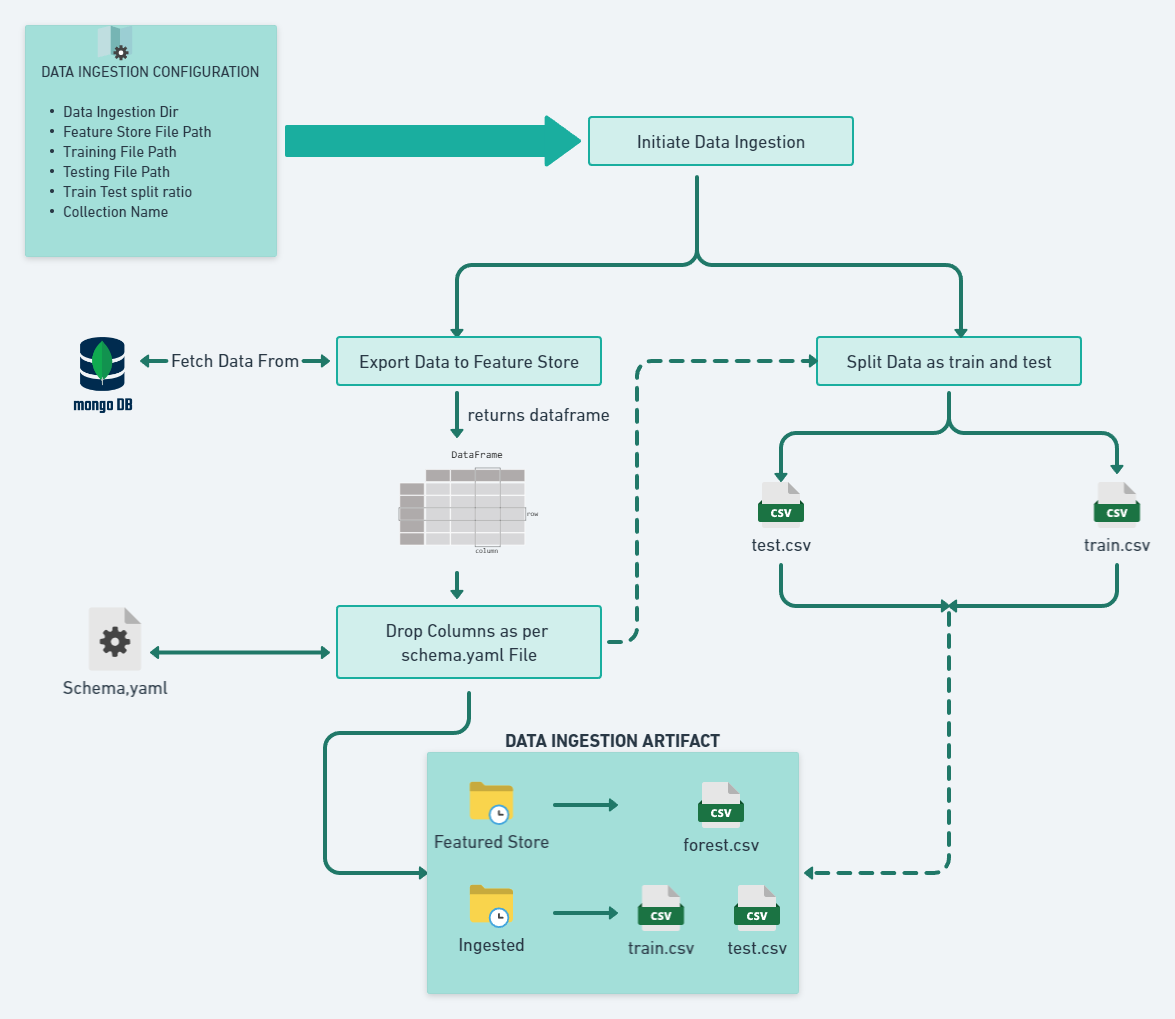 DATA INGESTION CONFIGURATION
• Data Ingestion Dir
• Feature Store File Path
• Training File Path
• Testing File Path
• Train Test split ratio
• Collection Name
Initiate Data Ingestion
mongo DB
Fetch Data From
Export Data to Feature Store
Split Data as train and test
returns dataframe
DataFrame
row
column
CSV
test.csv
CSV
train.csv
Schema,yaml
Drop Columns as per
schema.yaml File
DATA INGESTION ARTIFACT
Featured Store
CSV
forest.csv
Ingested
CSV
train.csv
CSV
test.csv